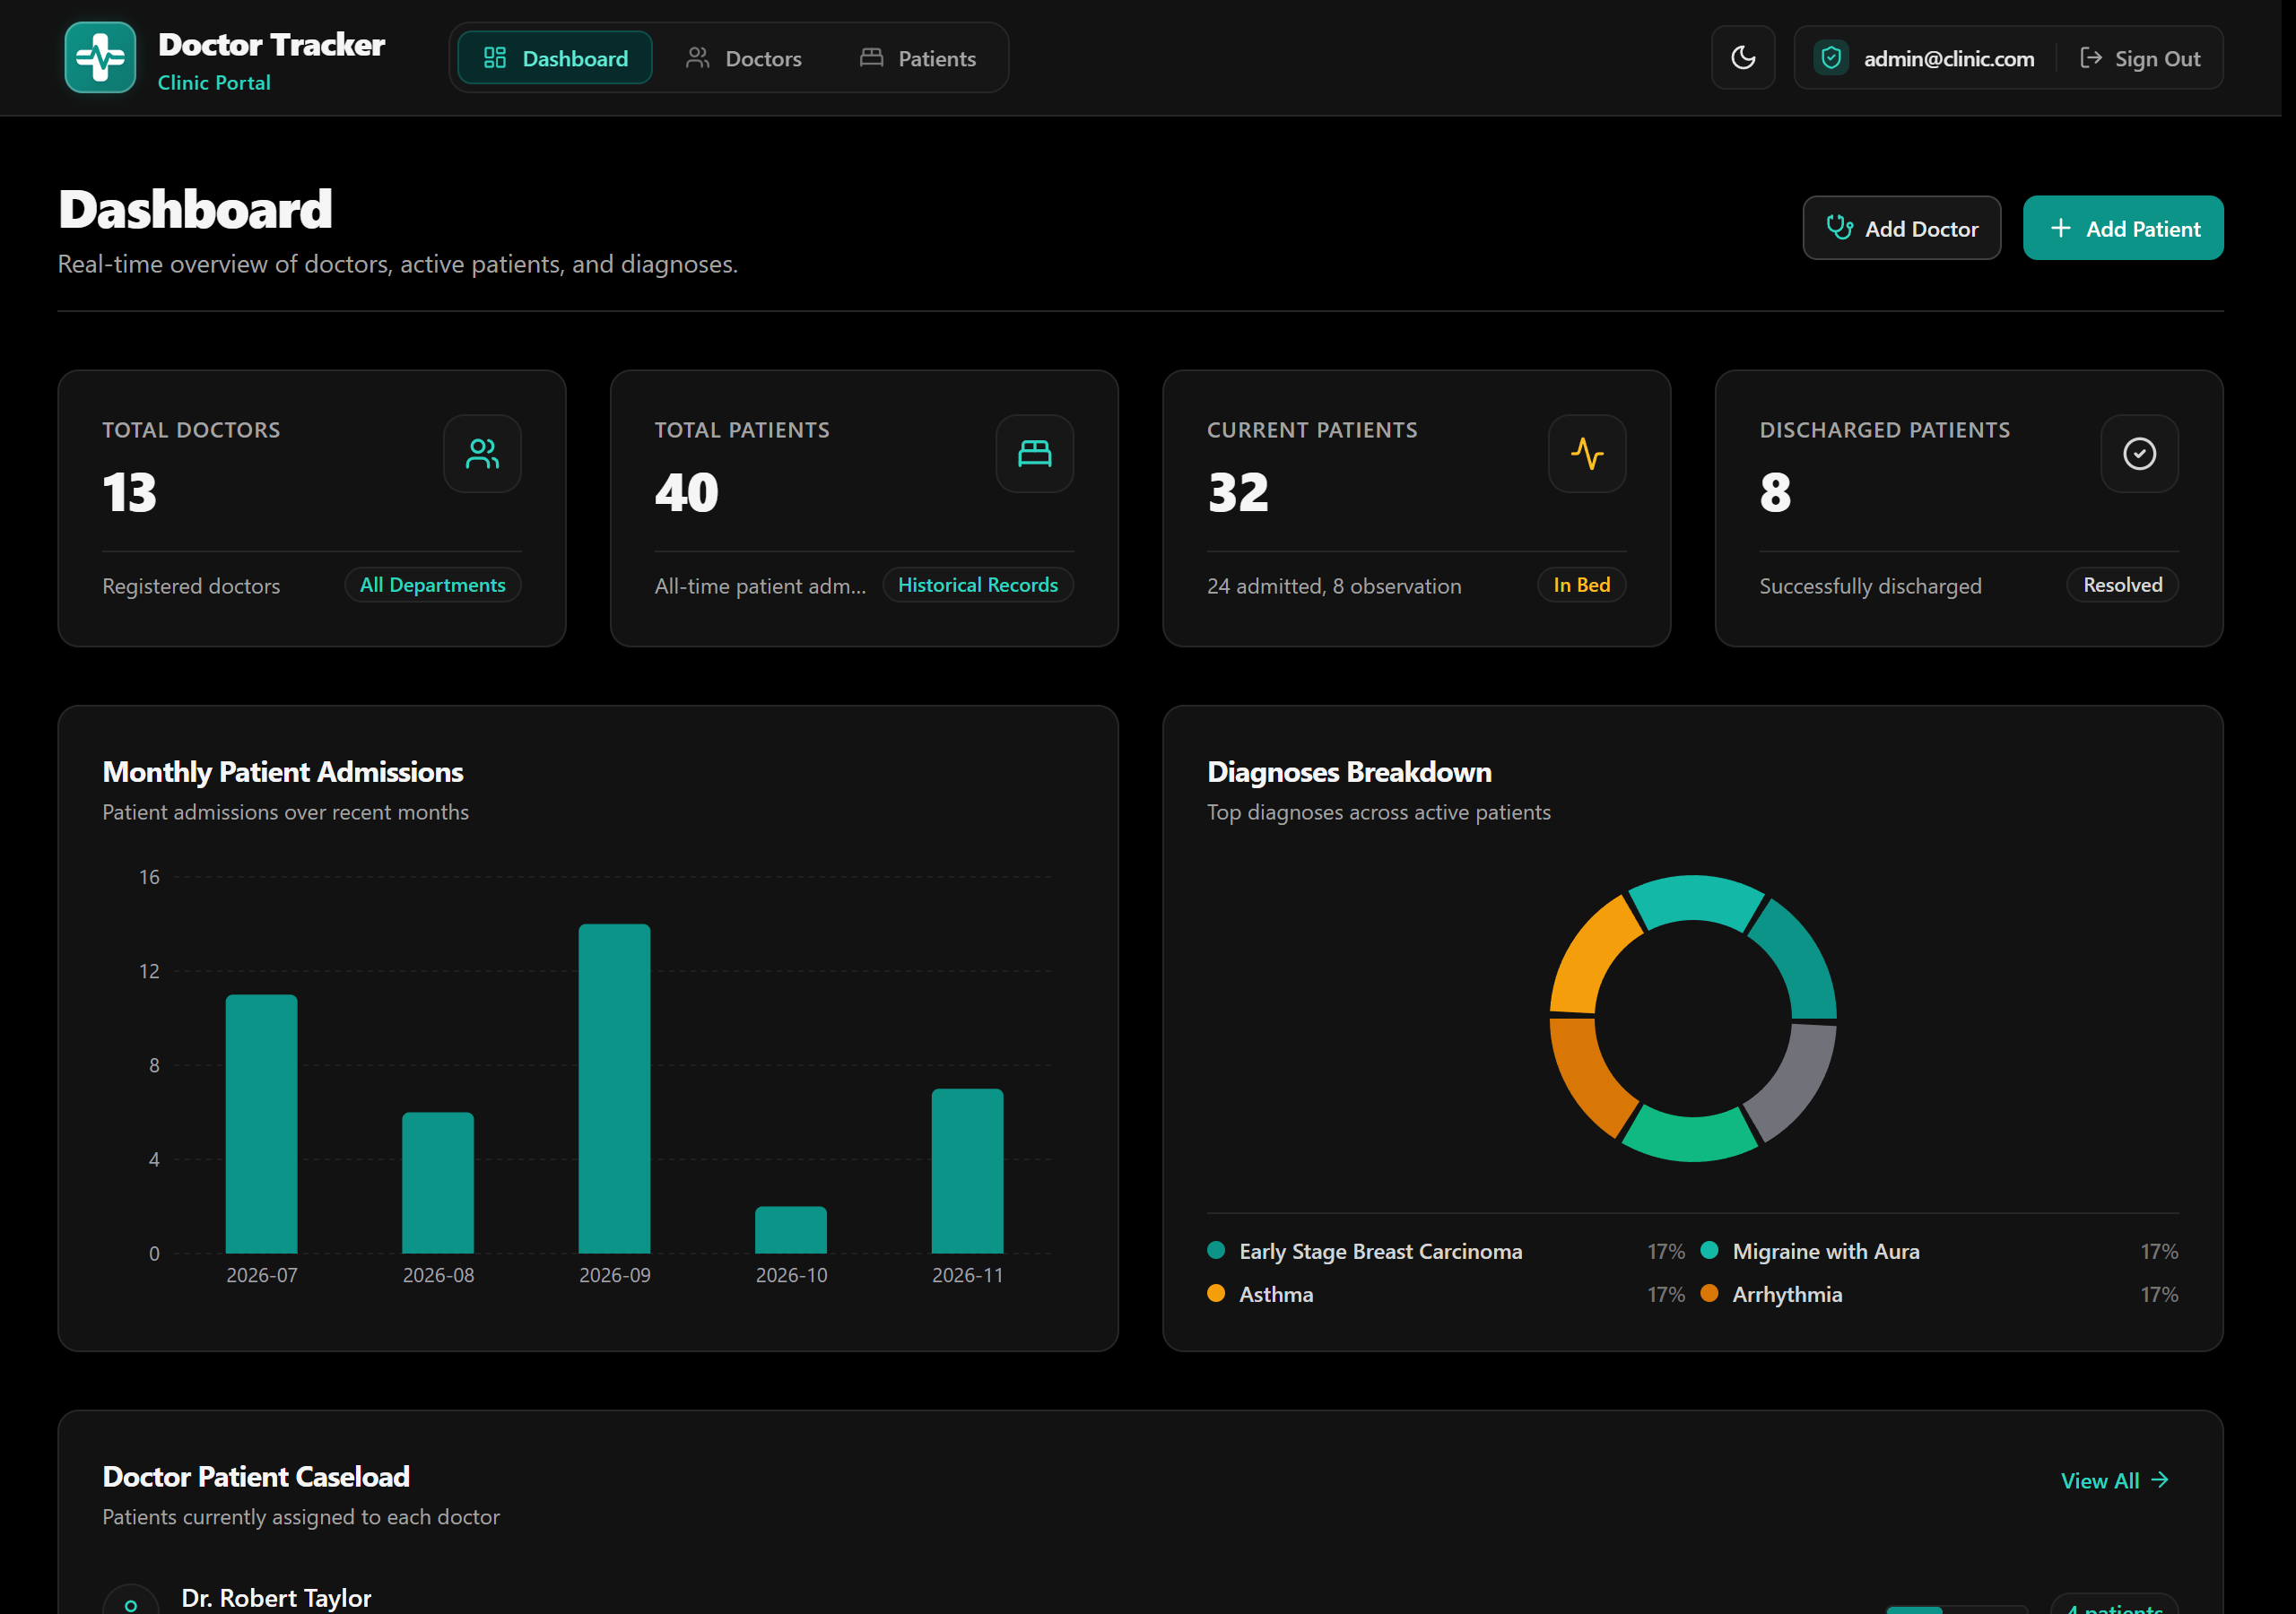 Doctor Tracker
Clinic Portal
Dashboard
Doctors
Patients
admin@clinic.com
Sign Out
Dashboard
Real-time overview of doctors, active patients, and diagnoses.
Add Doctor
Add Patient
TOTAL DOCTORS
13
Registered doctors
All Departments
TOTAL PATIENTS
40
All-time patient adm...
Historical Records
CURRENT PATIENTS
32
24 admitted, 8 observation
In Bed
DISCHARGED PATIENTS
8
Successfully discharged
Resolved
Monthly Patient Admissions
Patient admissions over recent months
16
12
8
4
0
2026-07
2026-08
2026-09
2026-10
2026-11
Diagnoses Breakdown
Top diagnoses across active patients
Early Stage Breast Carcinoma 17%
Migraine with Aura 17%
Asthma 17%
Arrhythmia 17%
Doctor Patient Caseload
Patients currently assigned to each doctor
View All
Dr. Robert Taylor
4 patients